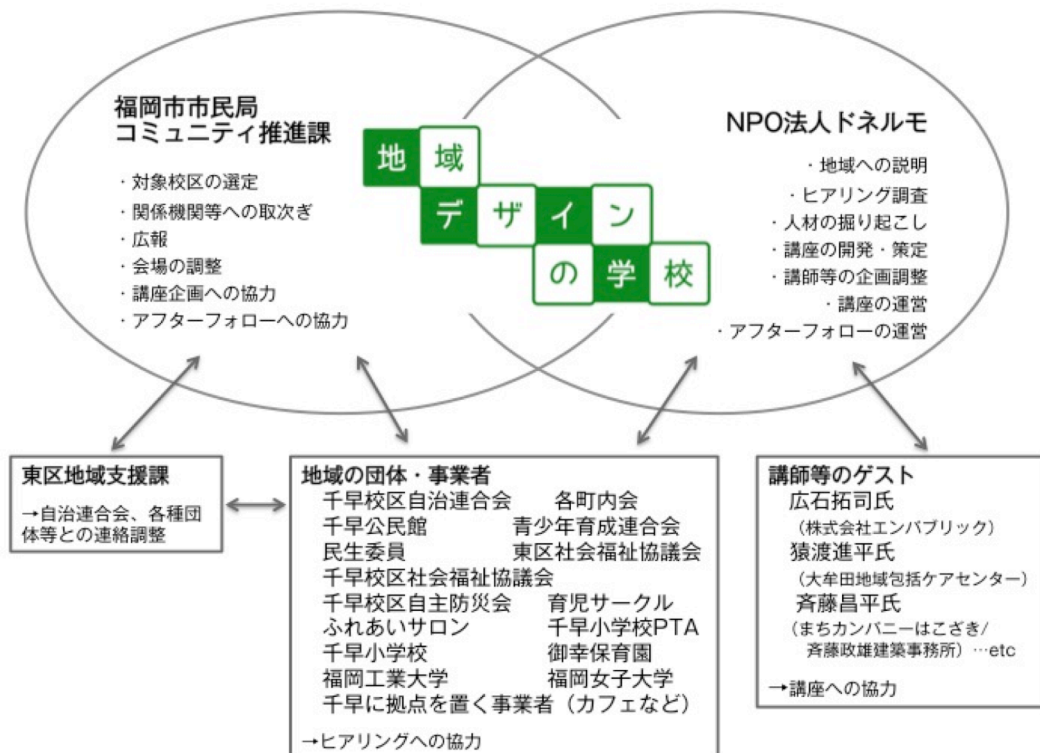 福岡市市民局
コミュニティ推進課
・対象校区の選定
・関係機関等への取次ぎ
・広報
・会場の調整
・講座企画への協力
・アフターフォローへの協力
地域
デザイン
の学校
NPO法人ドネルモ
・地域への説明
・ヒアリング調査
・人材の掘り起こし
・講座の開発・策定
・講師等の企画調整
・講座の運営
・アフターフォローの運営
東区地域支援課
→自治連合会、各種団
体等との連絡調整
地域の団体・事業者
千早校区自治連合会 各町内会
千早公民館 青少年育成連合会
民生委員 東区社会福祉協議会
千早校区社会福祉協議会
千早校区自主防災会 育児サークル
ふれあいサロン 千早小学校PTA
千早小学校 御幸保育園
福岡工業大学 福岡女子大学
千早に拠点を置く事業者（カフェなど）
→ヒアリングへの協力
講師等のゲスト
広石拓司氏
（株式会社エンパブリック）
猿渡進平氏
（大牟田地域包括ケアセンター）
斉藤昌平氏
（まちカンパニーはこざき/
斉藤政雄建築事務所）…etc
→講座への協力